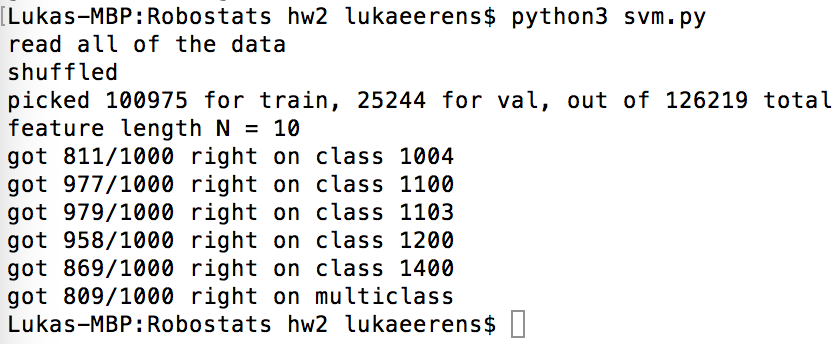 [Lukas-MBP:Robostats hw2 lukaeerens$ python3 svm.py
read all of the data
shuffled
picked 100975 for train, 25244 for val, out of 126219 total
feature length N = 10
got 811/1000 right on class 1004
got 977/1000 right on class 1100
got 979/1000 right on class 1103
got 958/1000 right on class 1200
got 869/1000 right on class 1400
got 809/1000 right on multiclass
Lukas-MBP:Robostats hw2 lukaeerens$